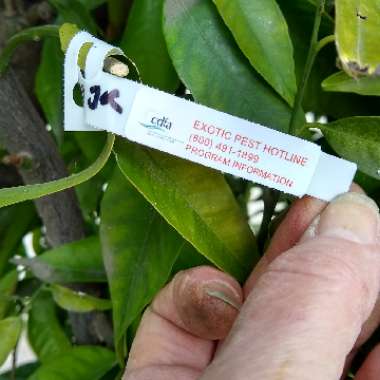 JK
cdfa
EXOTIC PEST HOTLINE
(800) 491-1899
PROGRAM INFORMATION